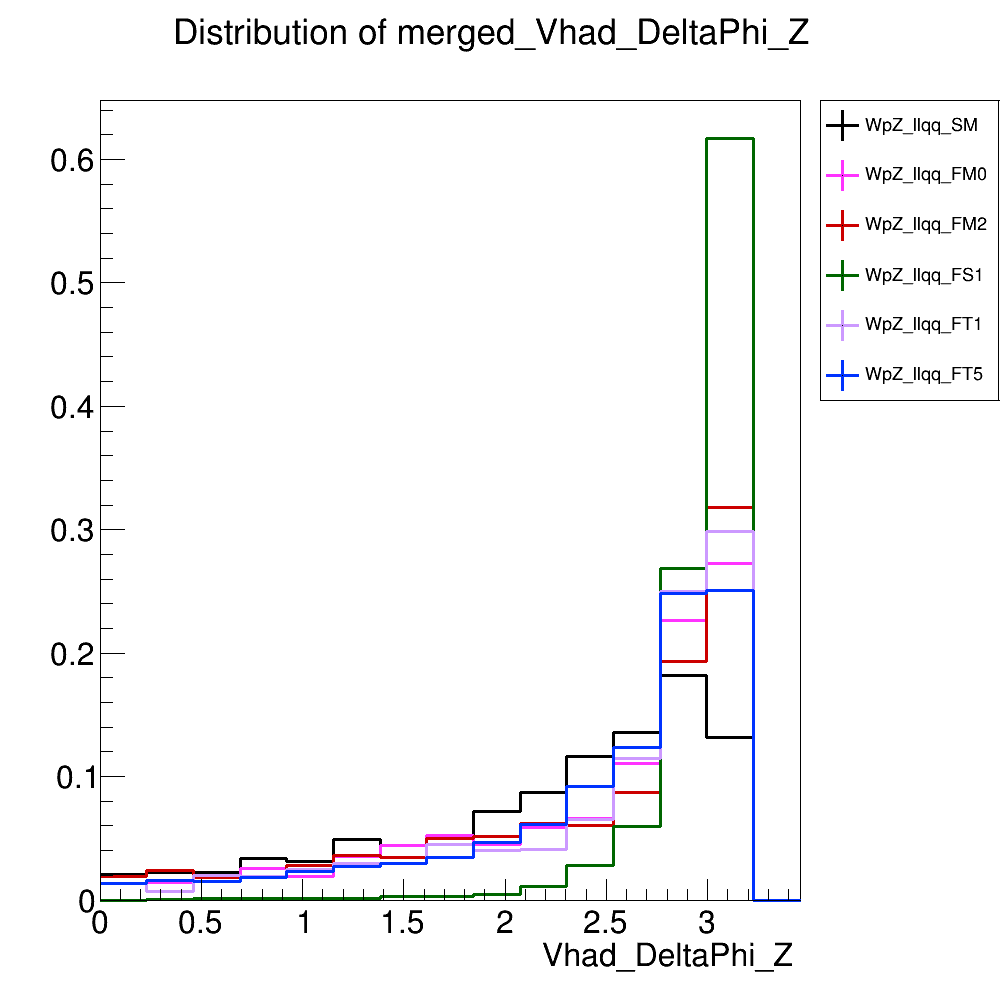 Distribution of merged_Vhad_DeltaPhi_Z
WpZ_llqq_SM
WpZ_llqq_FM0
WpZ_llqq_FM2
WpZ_llqq_FS1
WpZ_llqq_FT1
WpZ_llqq_FT5
0.6
0.5
0.4
0.3
0.2
0.1
0
0 0.5 1 1.5 2 2.5 3
Vhad_DeltaPhi_Z